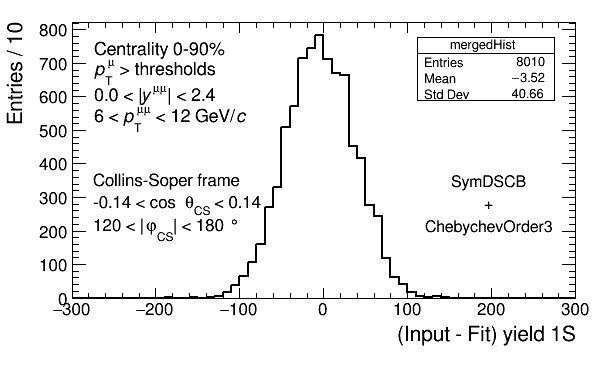 Entries / 10
800
700
600
500
400
300
200
100
0
Centrality 0-90%
p_T^μ > thresholds
0.0 < |y^μμ| < 2.4
6 < p_T^μμ < 12 GeV/c
Collins-Soper frame
-0.14 < cos θ_CS < 0.14
120 < |φ_CS| < 180 °
mergedHist
Entries 8010
Mean −3.52
Std Dev 40.66
SymDSCB
+
ChebychevOrder3
−300 −200 −100 0 100 200 300
(Input - Fit) yield 1S